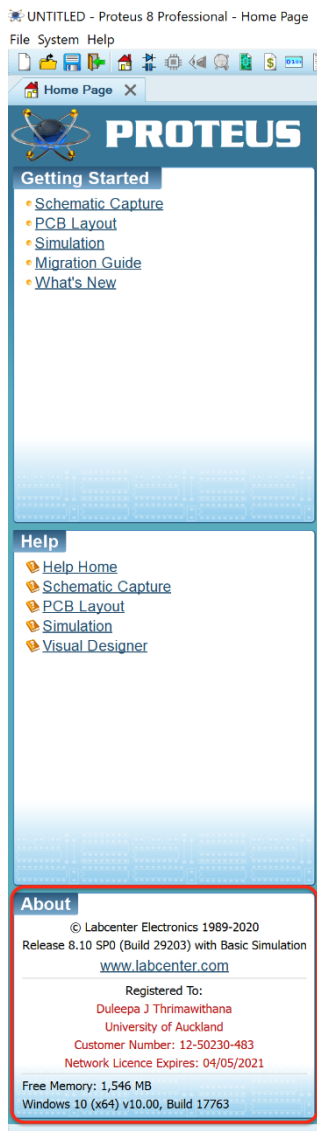 UNTITLED - Proteus 8 Professional - Home Page
File System Help
Home Page
PROTEUS
Getting Started
Schematic Capture
PCB Layout
Simulation
Migration Guide
What's New
Help
Help Home
Schematic Capture
PCB Layout
Simulation
Visual Designer
About
© Labcenter Electronics 1989-2020
Release 8.10 SP0 (Build 29203) with Basic Simulation
www.labcenter.com
Registered To:
Duleepa J Thrimawithana
University of Auckland
Customer Number: 12-50230-483
Network Licence Expires: 04/05/2021
Free Memory: 1,546 MB
Windows 10 (x64) v10.00, Build 17763